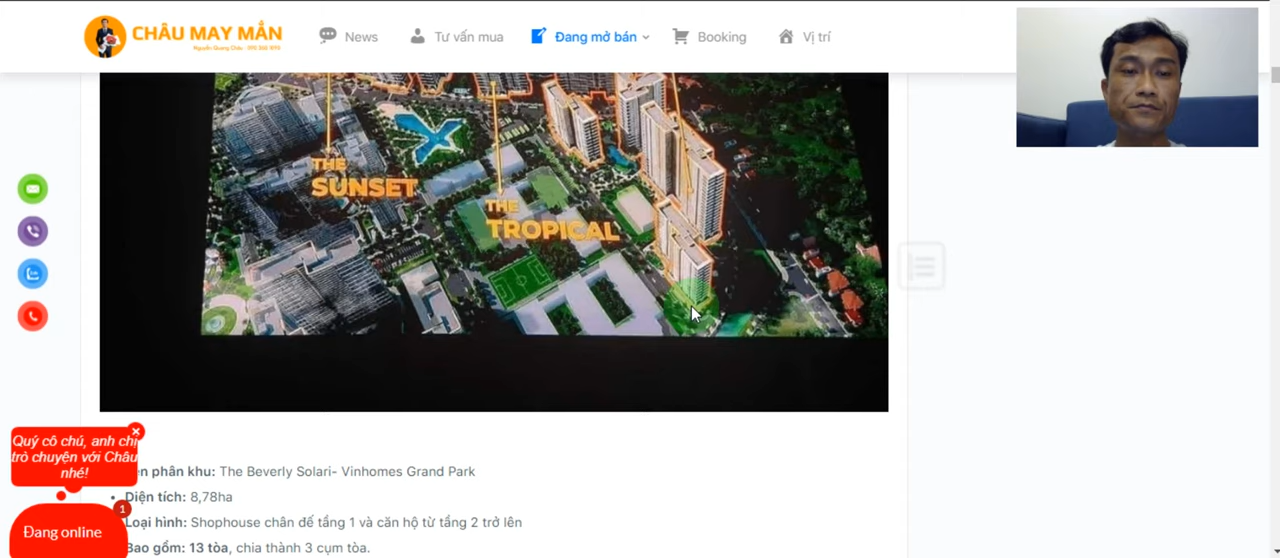 CHÂU MAY MẮN
News
Tư vấn mua
Đang mở bán
Booking
Vị trí
THE
SUNSET
THE
TROPICAL
Quý cô chú, anh chị
trò chuyện với Châu
nhé!
1
Đang online
phân khu: The Beverly Solari- Vinhomes Grand Park
Diện tích: 8,78ha
Loại hình: Shophouse chân đế tầng 1 và căn hộ từ tầng 2 trở lên
Bao gồm: 13 tòa, chia thành 3 cụm tòa.